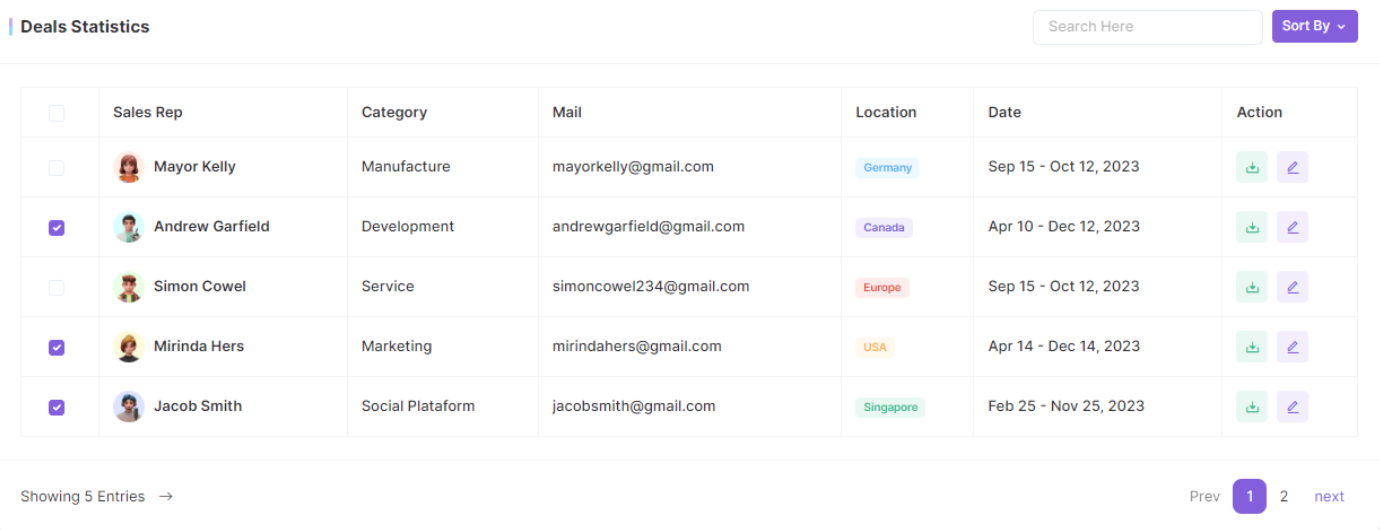 Deals Statistics
Search Here
Sort By
Sales Rep Category Mail Location Date Action
Mayor Kelly Manufacture mayorkelly@gmail.com Germany Sep 15 - Oct 12, 2023
Andrew Garfield Development andrewgarfield@gmail.com Canada Apr 10 - Dec 12, 2023
Simon Cowel Service simoncowel234@gmail.com Europe Sep 15 - Oct 12, 2023
Mirinda Hers Marketing mirindahers@gmail.com USA Apr 14 - Dec 14, 2023
Jacob Smith Social Plataform jacobsmith@gmail.com Singapore Feb 25 - Nov 25, 2023
Showing 5 Entries → Prev 1 2 next